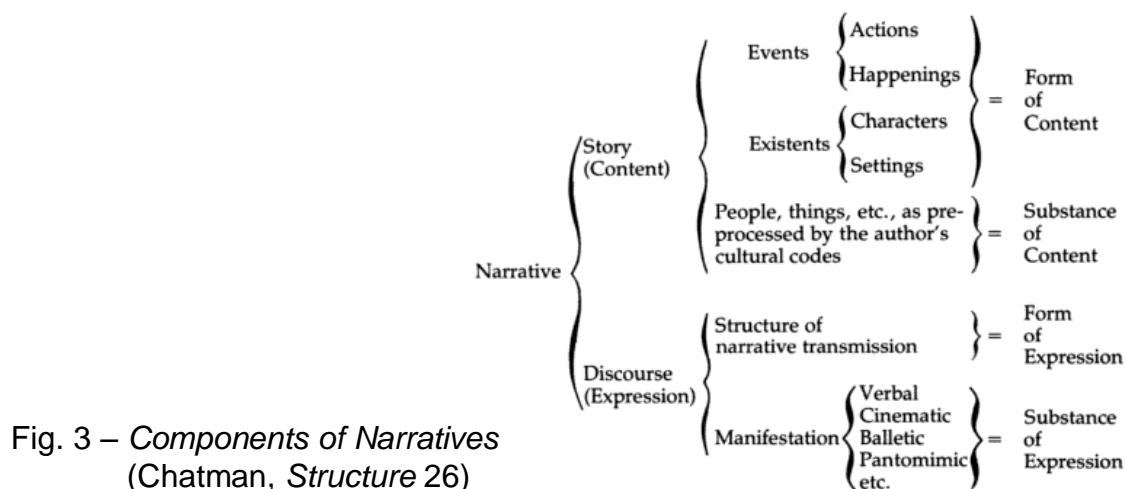 Actions
Events
Happenings
Form
= of
Content
Characters
Existents
Settings
Story
(Content)
People, things, etc., as pre-
processed by the author's
cultural codes
Substance
= of
Content
Narrative
Structure of
narrative transmission
Form
= of
Expression
Discourse
(Expression)
Manifestation
Verbal
Cinematic
Balletic
Pantomimic
etc.
Substance
= of
Expression
Fig. 3 – Components of Narratives
(Chatman, Structure 26)